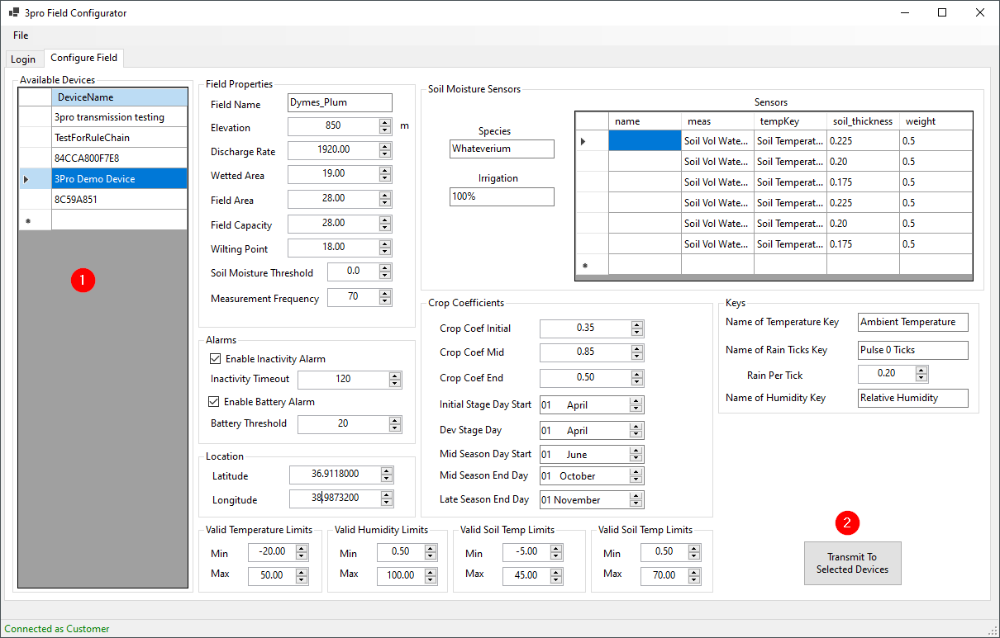 3pro Field Configurator
File
Login
Configure Field
Available Devices
DeviceName
3pro transmission testing
TestForRuleChain
84CCA800F7E8
3Pro Demo Device
8C59A851
1
Field Properties
Field Name Dymes_Plum
Elevation 850 m
Discharge Rate 1920.00
Wetted Area 19.00
Field Area 28.00
Field Capacity 28.00
Wilting Point 18.00
Soil Moisture Threshold 0.0
Measurement Frequency 70
Alarms
Enable Inactivity Alarm
Inactivity Timeout 120
Enable Battery Alarm
Battery Threshold 20
Location
Latitude 36.9118000
Longitude 38.9873200
Soil Moisture Sensors
Species
Whateverium
Irrigation
100%
Sensors
name meas tempKey soil_thickness weight
Soil Vol Wate... Soil Temperat... 0.225 0.5
Soil Vol Wate... Soil Temperat... 0.20 0.5
Soil Vol Wate... Soil Temperat... 0.175 0.5
Soil Vol Wate... Soil Temperat... 0.225 0.5
Soil Vol Wate... Soil Temperat... 0.20 0.5
Soil Vol Wate... Soil Temperat... 0.175 0.5
Crop Coefficients
Crop Coef Initial 0.35
Crop Coef Mid 0.85
Crop Coef End 0.50
Initial Stage Day Start 01 April
Dev Stage Day 01 April
Mid Season Day Start 01 June
Mid Season End Day 01 October
Late Season End Day 01 November
Keys
Name of Temperature Key Ambient Temperature
Name of Rain Ticks Key Pulse 0 Ticks
Rain Per Tick 0.20
Name of Humidity Key Relative Humidity
Valid Temperature Limits
Min -20.00
Max 50.00
Valid Humidity Limits
Min 0.50
Max 100.00
Valid Soil Temp Limits
Min -5.00
Max 45.00
Valid Soil Temp Limits
Min 0.50
Max 70.00
2
Transmit To
Selected Devices
Connected as Customer